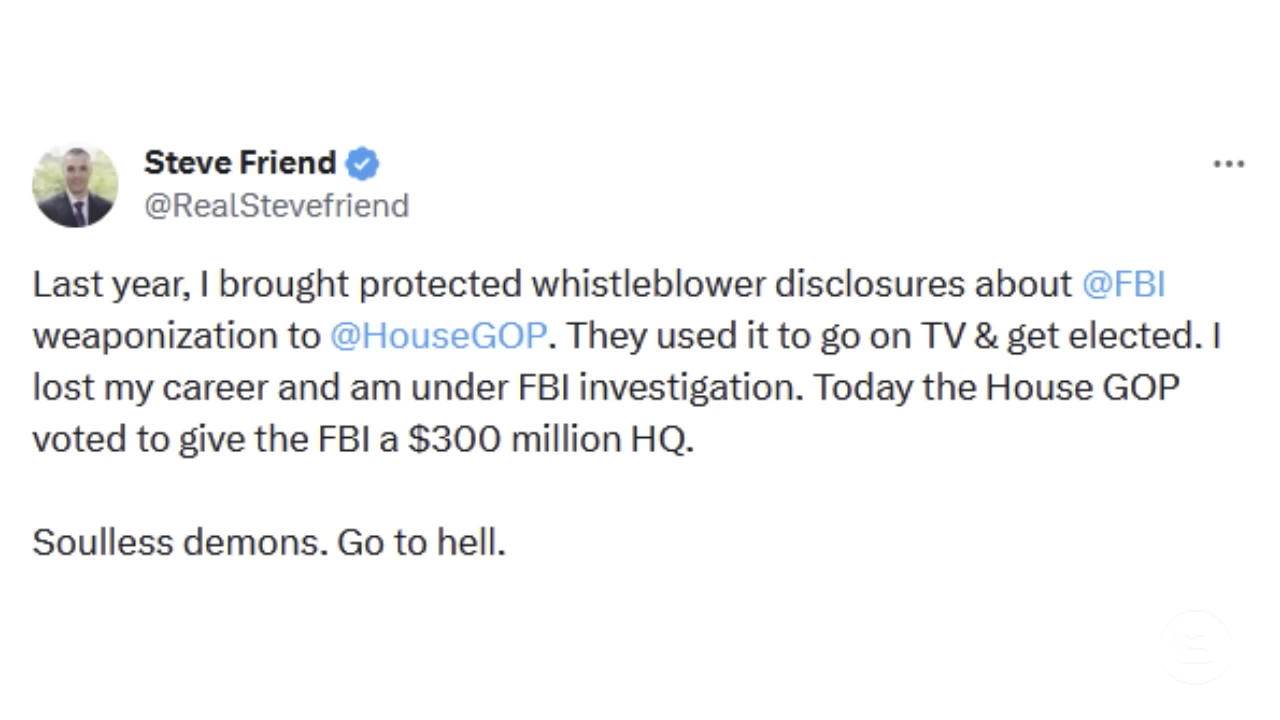 Steve Friend
@RealStevefriend
Last year, I brought protected whistleblower disclosures about @FBI
weaponization to @HouseGOP. They used it to go on TV & get elected. I
lost my career and am under FBI investigation. Today the House GOP
voted to give the FBI a $300 million HQ.
Soulless demons. Go to hell.